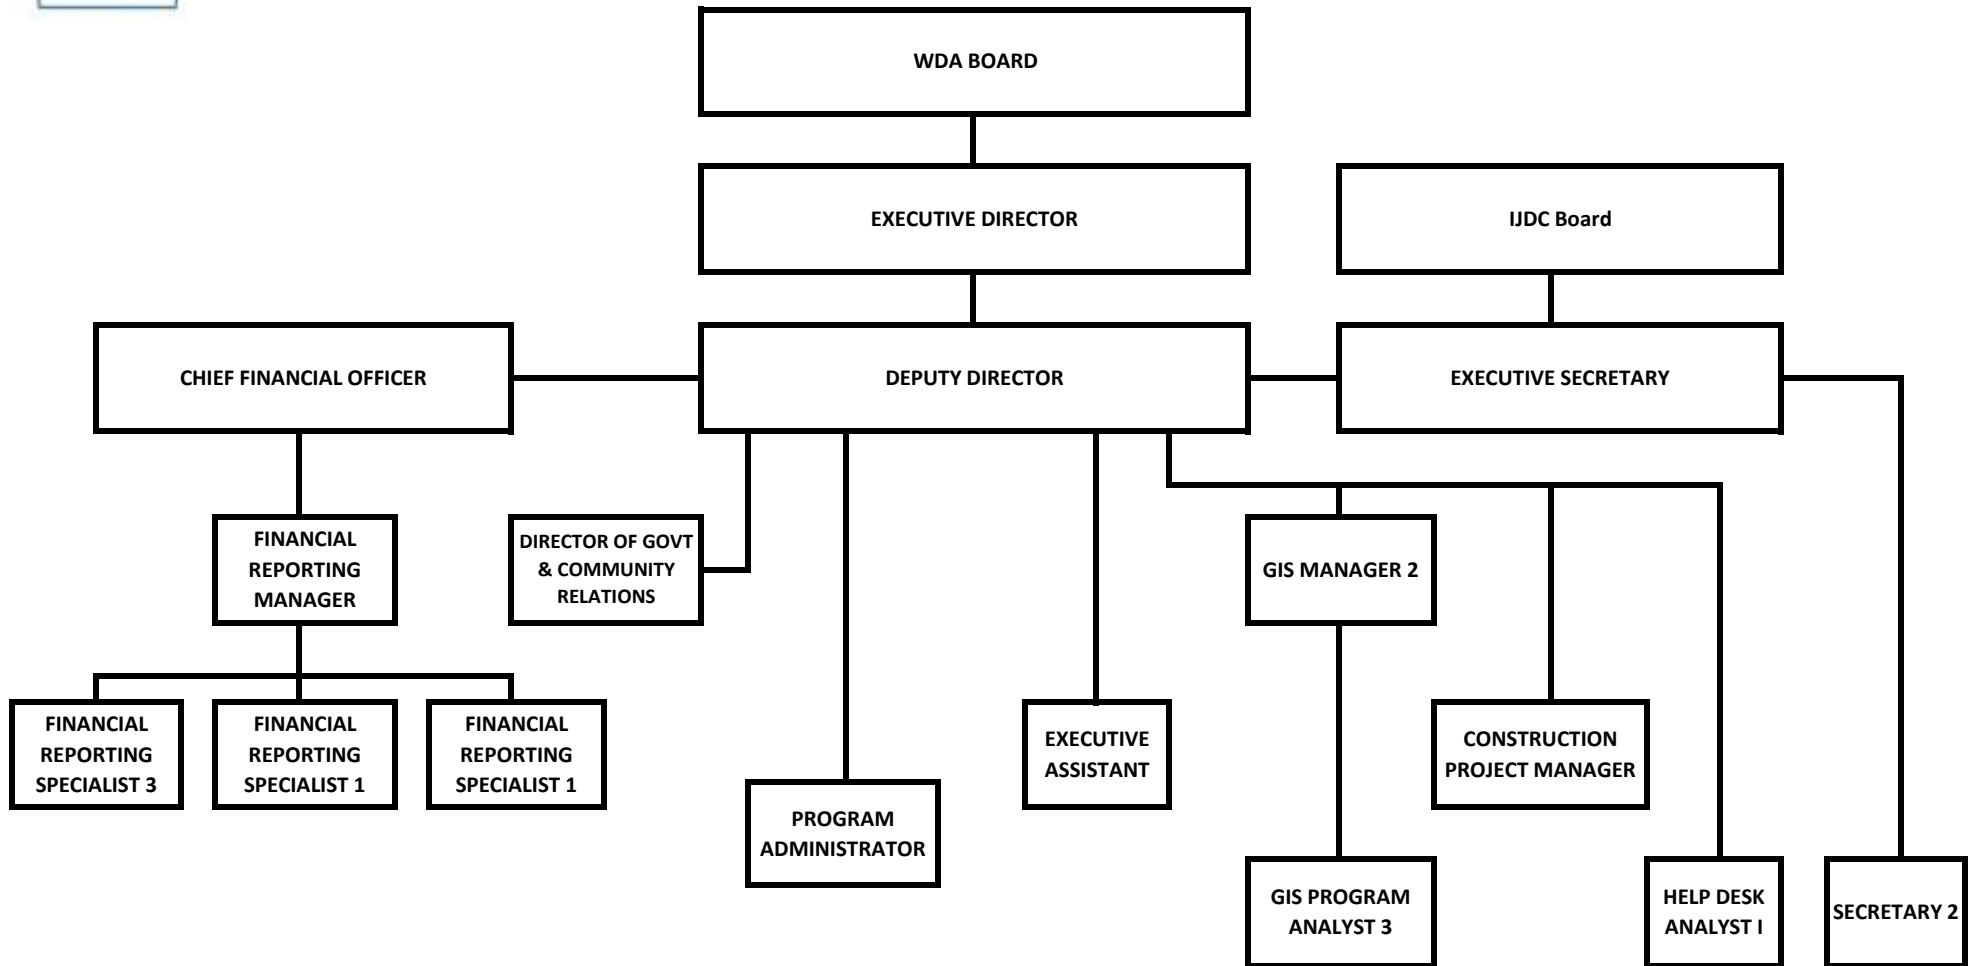 WDA BOARD
EXECUTIVE DIRECTOR
IJDC Board
CHIEF FINANCIAL OFFICER
DEPUTY DIRECTOR
EXECUTIVE SECRETARY
FINANCIAL
REPORTING
MANAGER
DIRECTOR OF GOVT
& COMMUNITY
RELATIONS
GIS MANAGER 2
FINANCIAL
REPORTING
SPECIALIST 3
FINANCIAL
REPORTING
SPECIALIST 1
FINANCIAL
REPORTING
SPECIALIST 1
EXECUTIVE
ASSISTANT
CONSTRUCTION
PROJECT MANAGER
PROGRAM
ADMINISTRATOR
GIS PROGRAM
ANALYST 3
HELP DESK
ANALYST I
SECRETARY 2